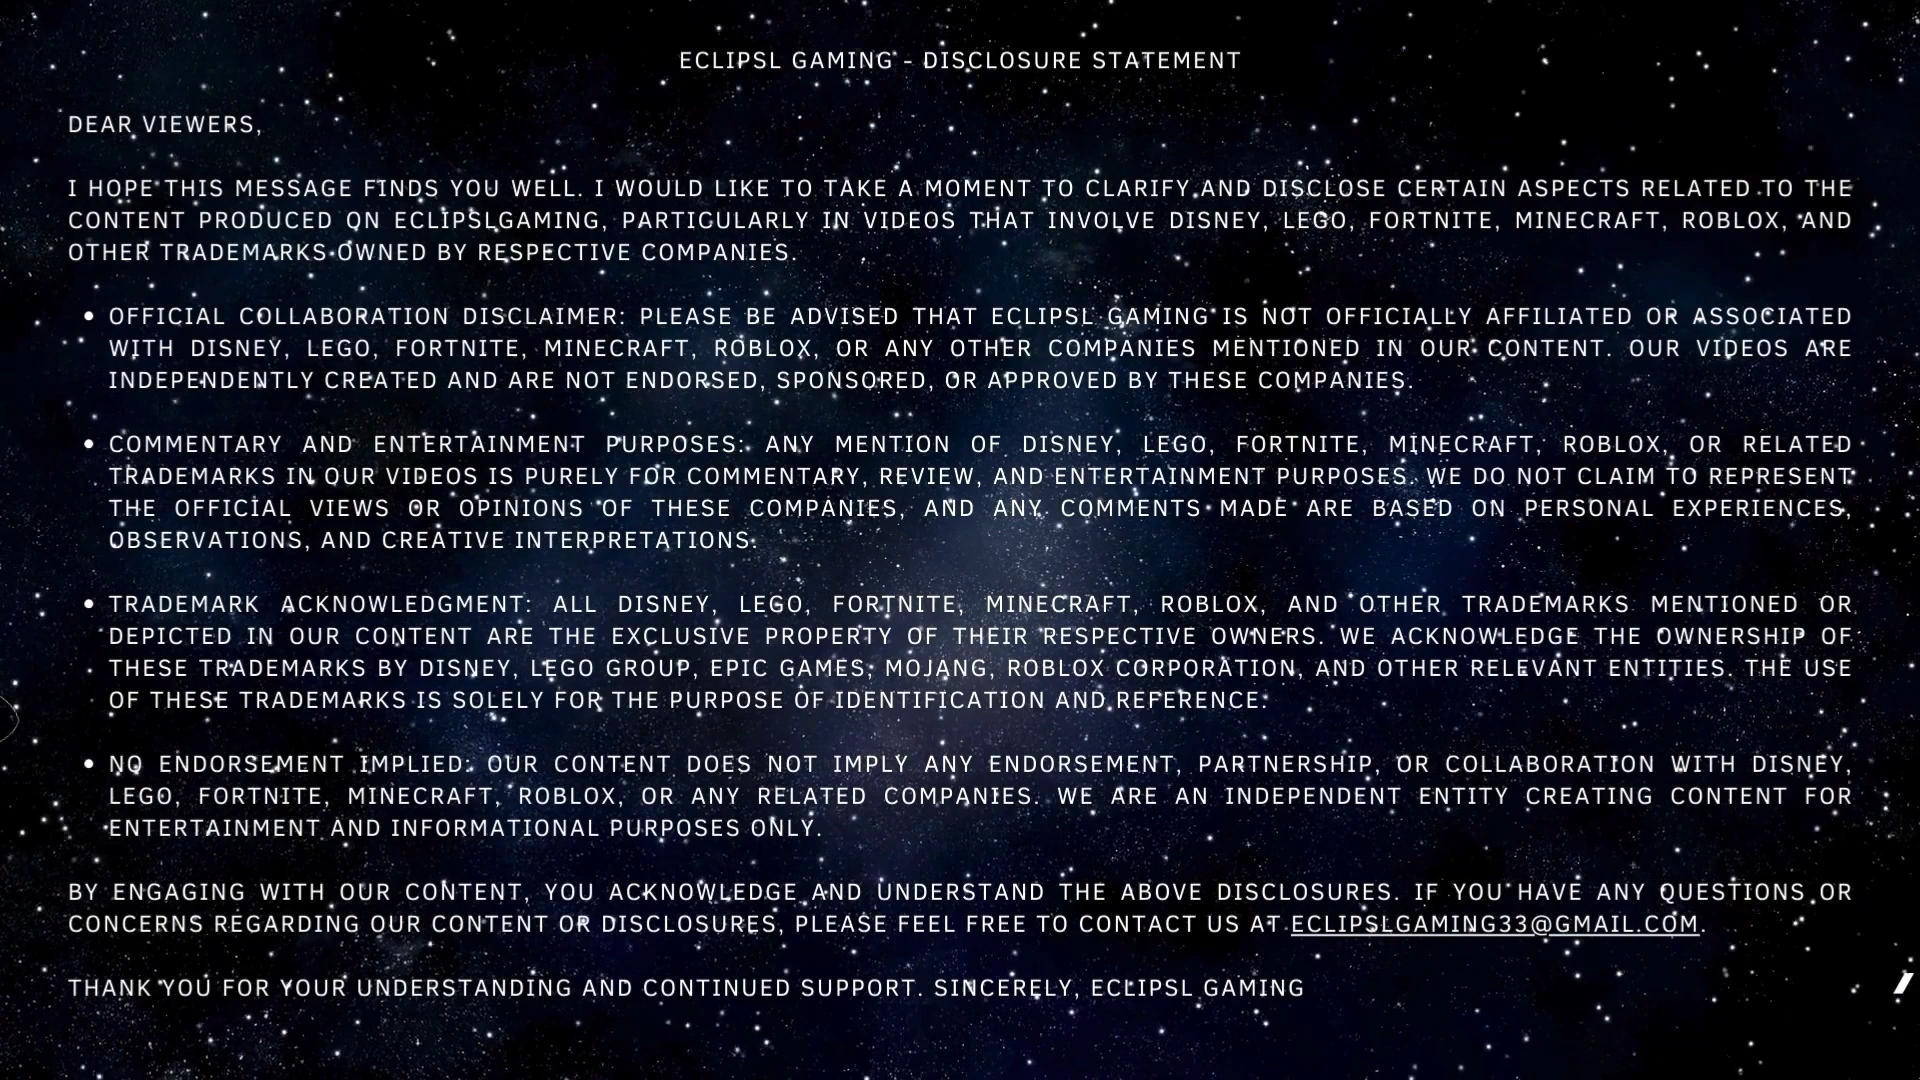 ECLIPSL GAMING - DISCLOSURE STATEMENT
DEAR VIEWERS,
I HOPE THIS MESSAGE FINDS YOU WELL. I WOULD LIKE TO TAKE A MOMENT TO CLARIFY AND DISCLOSE CERTAIN ASPECTS RELATED TO THE
CONTENT PRODUCED ON ECLIPSLGAMING, PARTICULARLY IN VIDEOS THAT INVOLVE DISNEY, LEGO, FORTNITE, MINECRAFT, ROBLOX, AND
OTHER TRADEMARKS OWNED BY RESPECTIVE COMPANIES.
• OFFICIAL COLLABORATION DISCLAIMER: PLEASE BE ADVISED THAT ECLIPSL GAMING IS NOT OFFICIALLY AFFILIATED OR ASSOCIATED
WITH DISNEY, LEGO, FORTNITE, MINECRAFT, ROBLOX, OR ANY OTHER COMPANIES MENTIONED IN OUR CONTENT. OUR VIDEOS ARE
INDEPENDENTLY CREATED AND ARE NOT ENDORSED, SPONSORED, OR APPROVED BY THESE COMPANIES.
• COMMENTARY AND ENTERTAINMENT PURPOSES: ANY MENTION OF DISNEY, LEGO, FORTNITE, MINECRAFT, ROBLOX, OR RELATED
TRADEMARKS IN OUR VIDEOS IS PURELY FOR COMMENTARY, REVIEW, AND ENTERTAINMENT PURPOSES. WE DO NOT CLAIM TO REPRESENT
THE OFFICIAL VIEWS OR OPINIONS OF THESE COMPANIES, AND ANY COMMENTS MADE ARE BASED ON PERSONAL EXPERIENCES,
OBSERVATIONS, AND CREATIVE INTERPRETATIONS.
• TRADEMARK ACKNOWLEDGMENT: ALL DISNEY, LEGO, FORTNITE, MINECRAFT, ROBLOX, AND OTHER TRADEMARKS MENTIONED OR
DEPICTED IN OUR CONTENT ARE THE EXCLUSIVE PROPERTY OF THEIR RESPECTIVE OWNERS. WE ACKNOWLEDGE THE OWNERSHIP OF
THESE TRADEMARKS BY DISNEY, LEGO GROUP, EPIC GAMES, MOJANG, ROBLOX CORPORATION, AND OTHER RELEVANT ENTITIES. THE USE
OF THESE TRADEMARKS IS SOLELY FOR THE PURPOSE OF IDENTIFICATION AND REFERENCE.
• NO ENDORSEMENT IMPLIED: OUR CONTENT DOES NOT IMPLY ANY ENDORSEMENT, PARTNERSHIP, OR COLLABORATION WITH DISNEY,
LEGO, FORTNITE, MINECRAFT, ROBLOX, OR ANY RELATED COMPANIES. WE ARE AN INDEPENDENT ENTITY CREATING CONTENT FOR
ENTERTAINMENT AND INFORMATIONAL PURPOSES ONLY.
BY ENGAGING WITH OUR CONTENT, YOU ACKNOWLEDGE AND UNDERSTAND THE ABOVE DISCLOSURES. IF YOU HAVE ANY QUESTIONS OR
CONCERNS REGARDING OUR CONTENT OR DISCLOSURES, PLEASE FEEL FREE TO CONTACT US AT ECLIPSLGAMING33@GMAIL.COM.
THANK YOU FOR YOUR UNDERSTANDING AND CONTINUED SUPPORT. SINCERELY, ECLIPSL GAMING